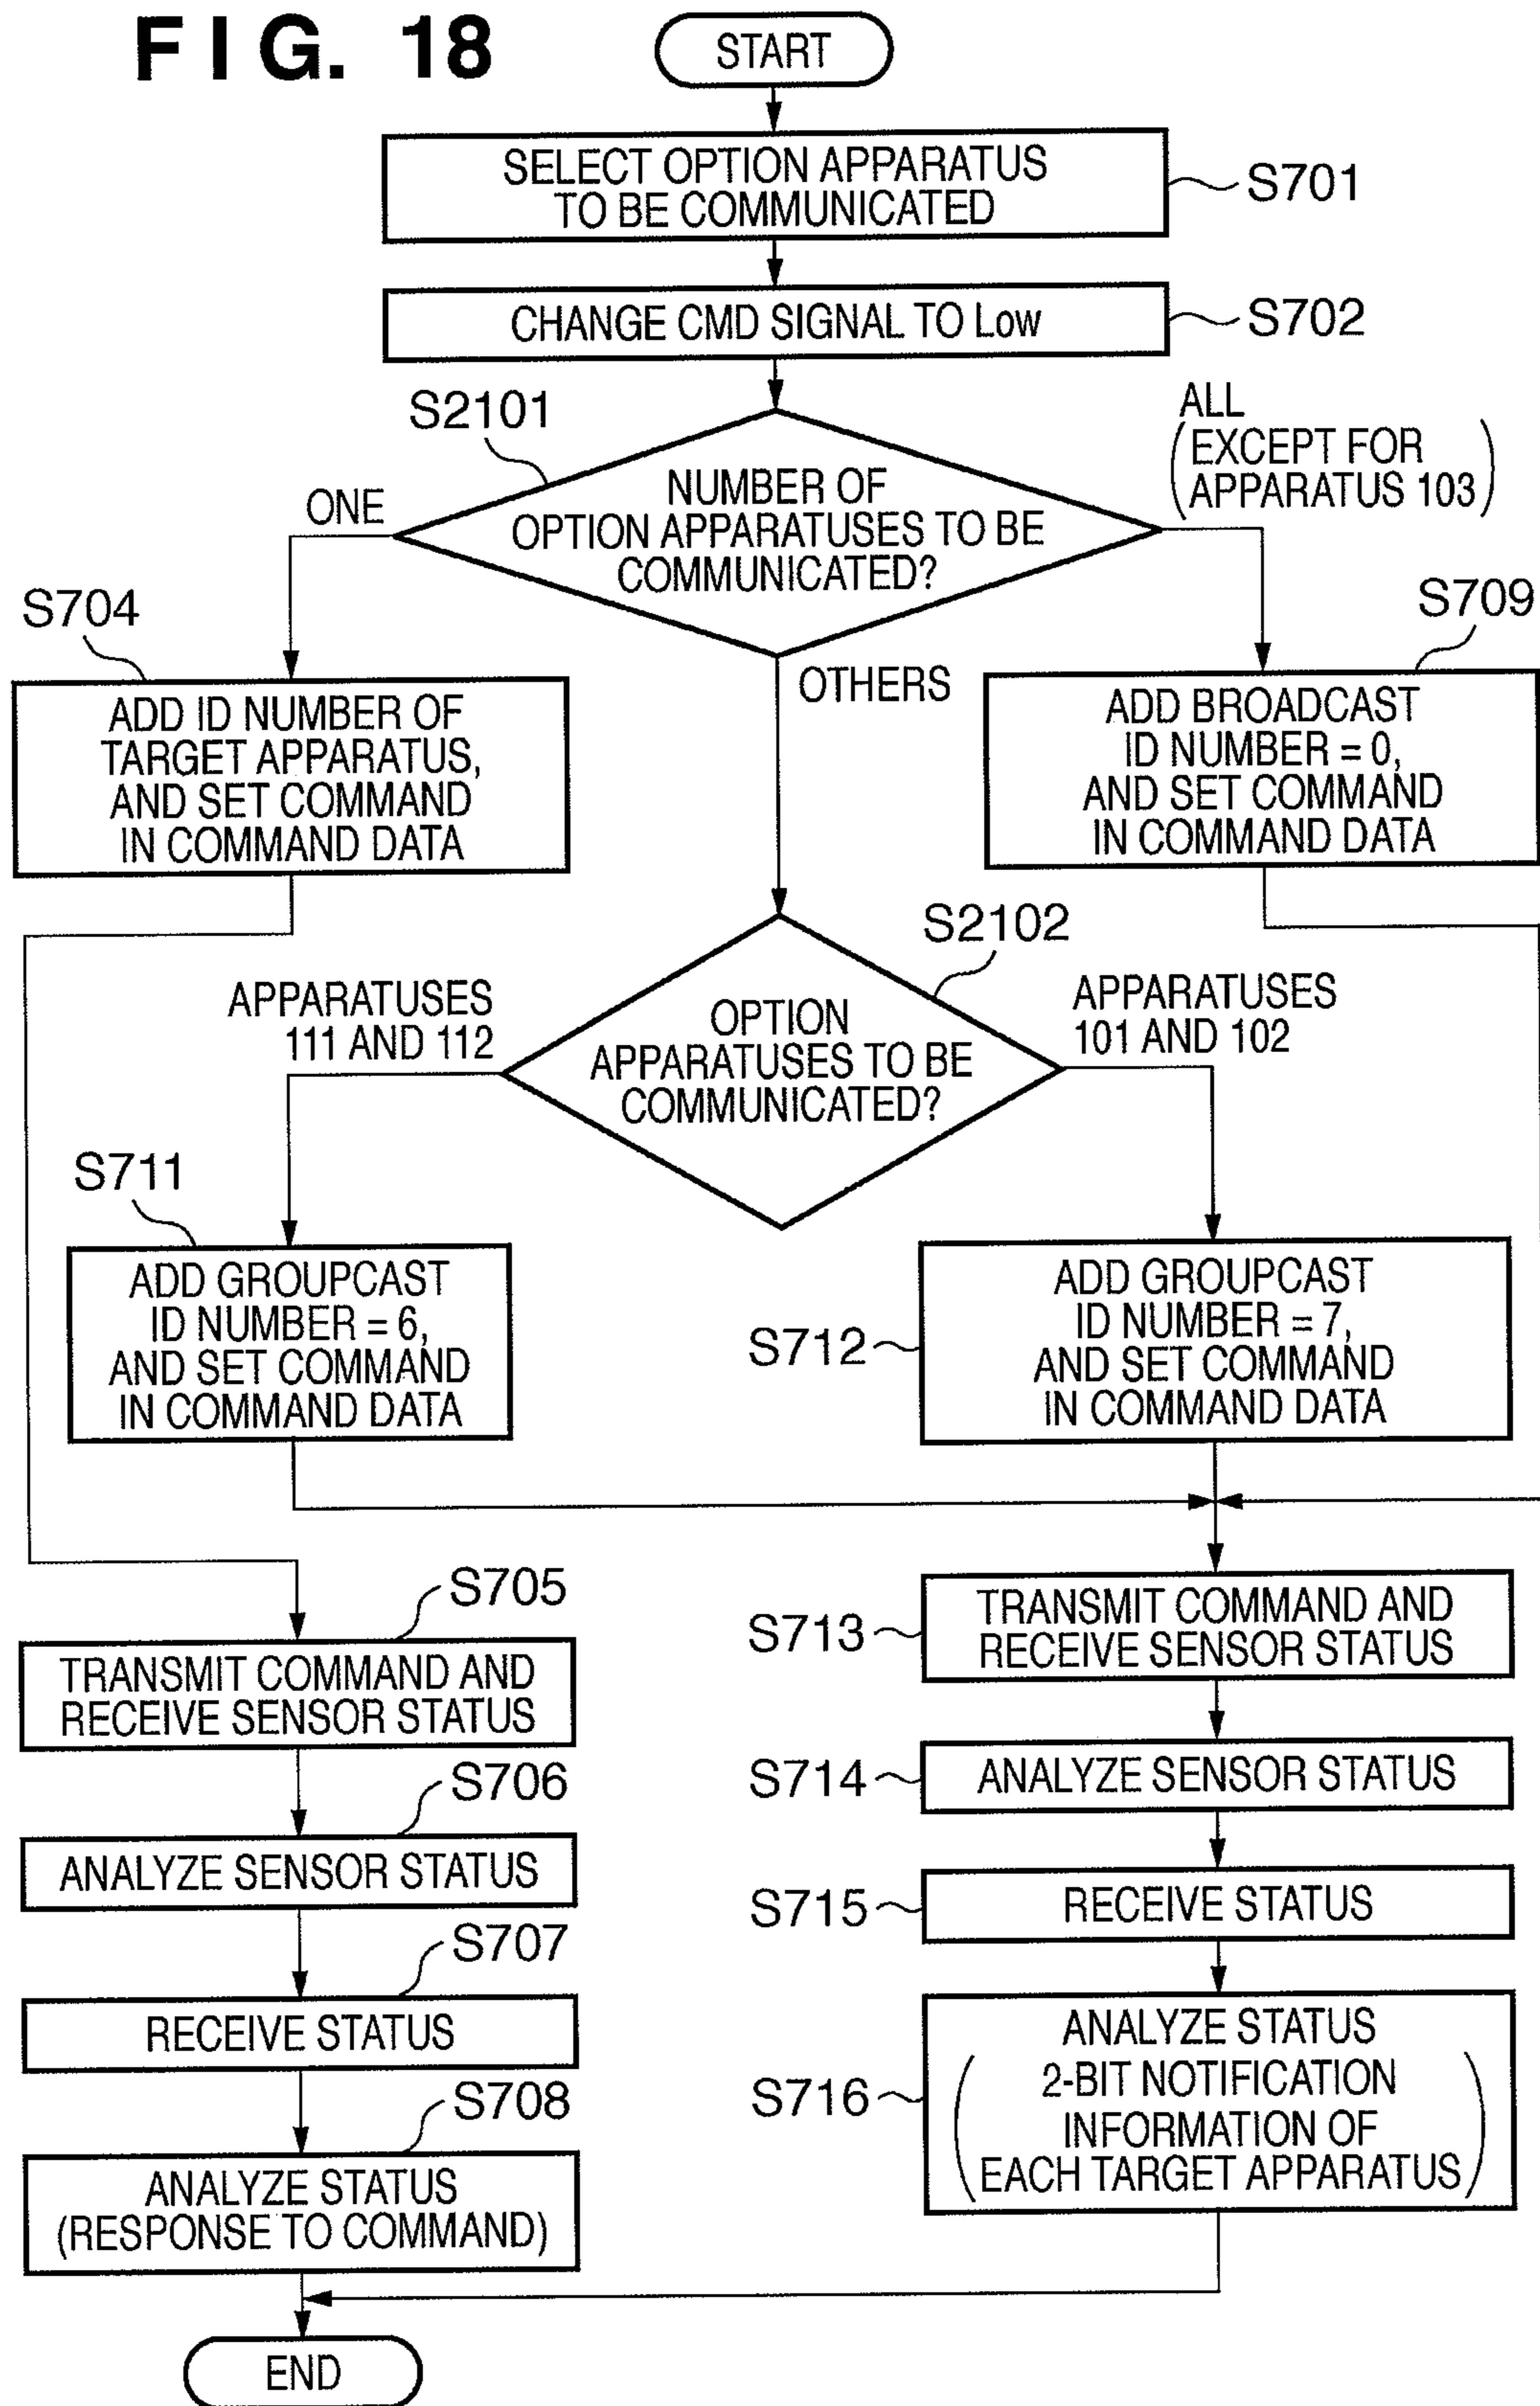 FIG. 18
START
SELECT OPTION APPARATUS
TO BE COMMUNICATED
S701
CHANGE CMD SIGNAL TO Low
S702
S2101
NUMBER OF
OPTION APPARATUSES TO BE
COMMUNICATED?
ONE
ALL
(EXCEPT FOR
APPARATUS 103)
OTHERS
S704
ADD ID NUMBER OF
TARGET APPARATUS,
AND SET COMMAND
IN COMMAND DATA
S709
ADD BROADCAST
ID NUMBER = 0,
AND SET COMMAND
IN COMMAND DATA
S2102
OPTION
APPARATUSES TO BE
COMMUNICATED?
APPARATUSES
111 AND 112
APPARATUSES
101 AND 102
S711
ADD GROUPCAST
ID NUMBER = 6,
AND SET COMMAND
IN COMMAND DATA
S712
ADD GROUPCAST
ID NUMBER = 7,
AND SET COMMAND
IN COMMAND DATA
S705
TRANSMIT COMMAND AND
RECEIVE SENSOR STATUS
S706
ANALYZE SENSOR STATUS
S707
RECEIVE STATUS
S708
ANALYZE STATUS
(RESPONSE TO COMMAND)
S713
TRANSMIT COMMAND AND
RECEIVE SENSOR STATUS
S714
ANALYZE SENSOR STATUS
S715
RECEIVE STATUS
S716
ANALYZE STATUS
(2-BIT NOTIFICATION
INFORMATION OF
EACH TARGET APPARATUS)
END